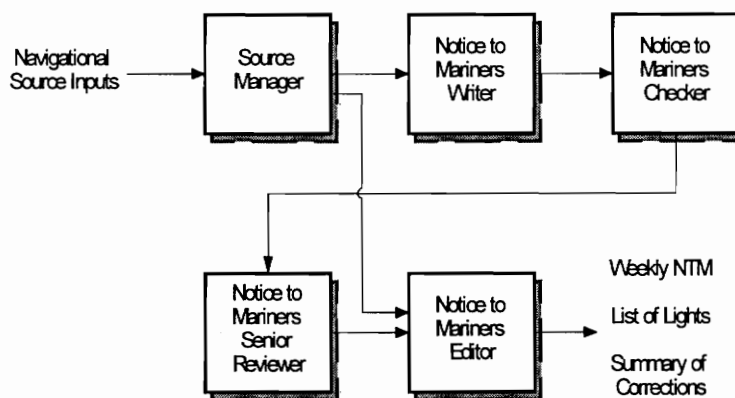 Navigational
Source Inputs
Source
Manager
Notice to
Mariners
Writer
Notice to
Mariners
Checker
Notice to
Mariners
Senior
Reviewer
Notice to
Mariners
Editor
Weekly NTM
List of Lights
Summary of
Corrections